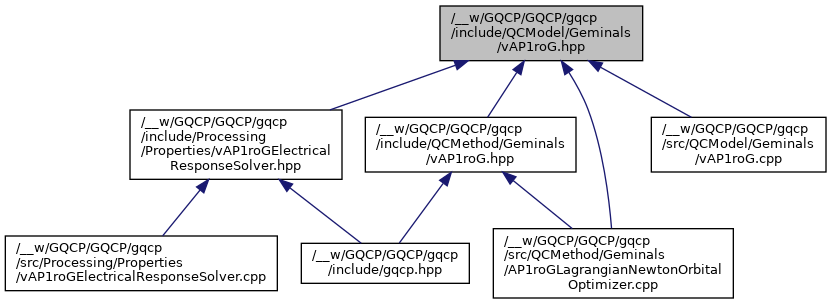 /__w/GQCP/GQCP/gqcp
/include/QCModel/Geminals
/vAP1roG.hpp
/__w/GQCP/GQCP/gqcp
/include/Processing
/Properties/vAP1roGElectrical
ResponseSolver.hpp
/__w/GQCP/GQCP/gqcp
/include/QCMethod/Geminals
/vAP1roG.hpp
/__w/GQCP/GQCP/gqcp
/src/QCModel/Geminals
/vAP1roG.cpp
/__w/GQCP/GQCP/gqcp
/src/Processing/Properties
/vAP1roGElectricalResponseSolver.cpp
/__w/GQCP/GQCP/gqcp
/include/gqcp.hpp
/__w/GQCP/GQCP/gqcp
/src/QCMethod/Geminals
/AP1roGLagrangianNewtonOrbital
Optimizer.cpp